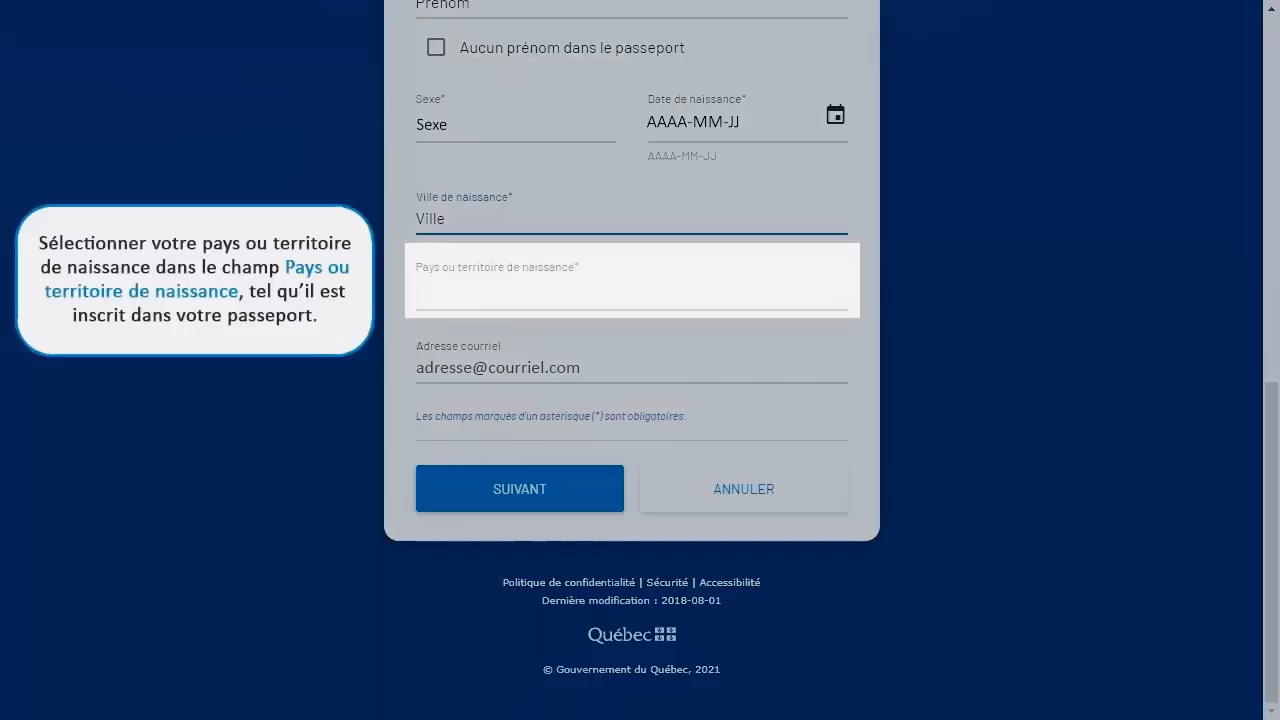 Prénom
Aucun prénom dans le passeport
Sexe*
Date de naissance*
Sexe
AAAA-MM-JJ
AAAA-MM-JJ
Ville de naissance*
Ville
Sélectionner votre pays ou territoire
de naissance dans le champ Pays ou
territoire de naissance, tel qu’il est
inscrit dans votre passeport.
Pays ou territoire de naissance*
Adresse courriel
adresse@courriel.com
Les champs marqués d'un astérisque (*) sont obligatoires.
SUIVANT
ANNULER
Politique de confidentialité | Sécurité | Accessibilité
Dernière modification : 2018-08-01
Québec
© Gouvernement du Québec, 2021